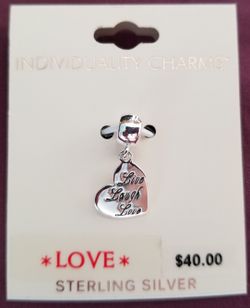 INDIVIDUALITY CHARMS
Live
Laugh
Love
*LOVE*
$40.00
STERLING SILVER